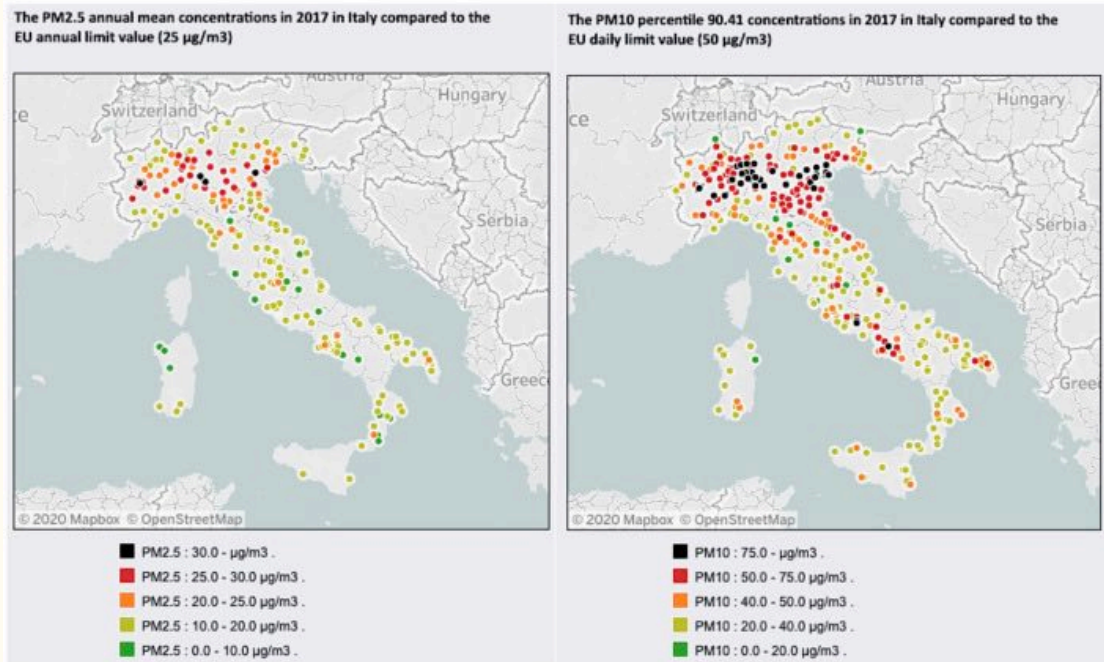 The PM2.5 annual mean concentrations in 2017 in Italy compared to the
EU annual limit value (25 µg/m3)
Austria
Hungary
Switzerland
ce
Serbia
Greece
© 2020 Mapbox © OpenStreetMap
PM2.5 : 30.0 - µg/m3 .
PM2.5 : 25.0 - 30.0 µg/m3 .
PM2.5 : 20.0 - 25.0 µg/m3 .
PM2.5 : 10.0 - 20.0 µg/m3 .
PM2.5 : 0.0 - 10.0 µg/m3 .
The PM10 percentile 90.41 concentrations in 2017 in Italy compared to the
EU daily limit value (50 µg/m3)
Austria
Hungary
Switzerland
ce
Serbia
Greece
© 2020 Mapbox © OpenStreetMap
PM10 : 75.0 - µg/m3 .
PM10 : 50.0 - 75.0 µg/m3 .
PM10 : 40.0 - 50.0 µg/m3 .
PM10 : 20.0 - 40.0 µg/m3 .
PM10 : 0.0 - 20.0 µg/m3 .